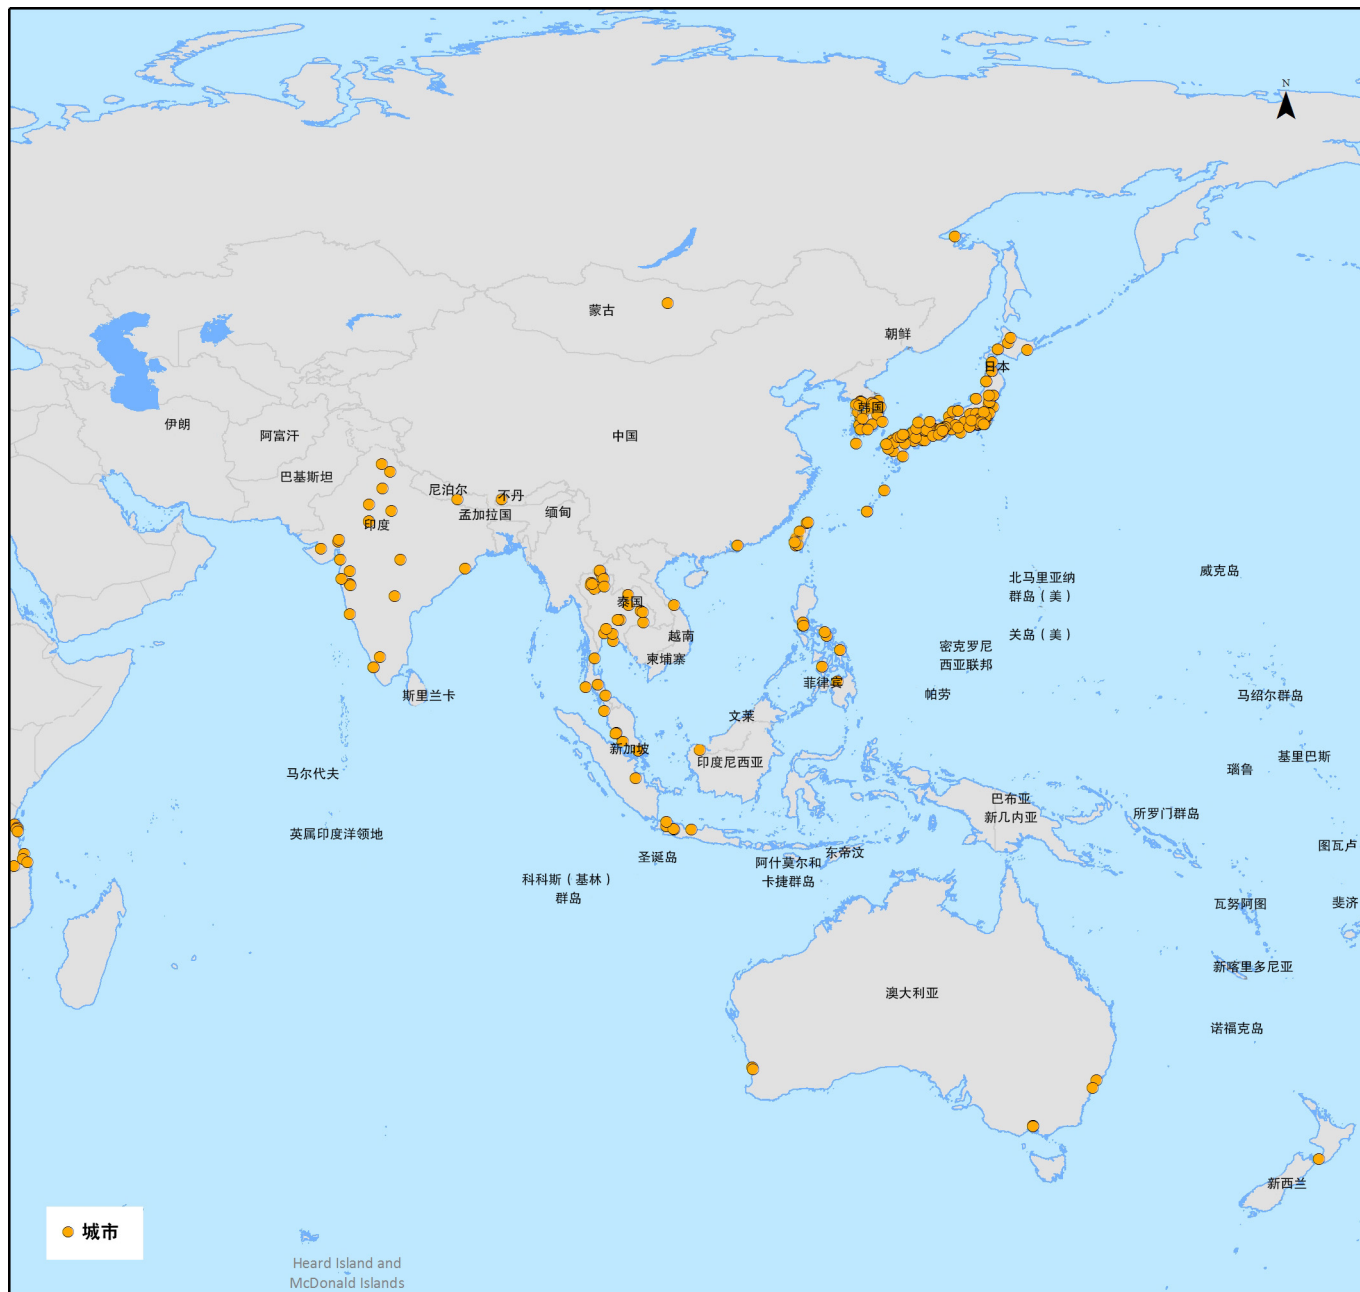 N
蒙古
朝鲜
日本
韩国
伊朗
阿富汗
中国
巴基斯坦
尼泊尔
不丹
孟加拉国
缅甸
印度
北马里亚纳
群岛（美）
威克岛
泰国
越南
关岛（美）
密克罗尼
西亚联邦
柬埔寨
菲律宾
斯里兰卡
帕劳
马绍尔群岛
文莱
新加坡
印度尼西亚
基里巴斯
瑙鲁
马尔代夫
巴布亚
新几内亚
所罗门群岛
英属印度洋领地
图瓦卢
圣诞岛
阿什莫尔和
卡捷群岛
东帝汶
科科斯（基林）
群岛
瓦努阿图
斐济
新喀里多尼亚
澳大利亚
诺福克岛
新西兰
城市
Heard Island and
McDonald Islands